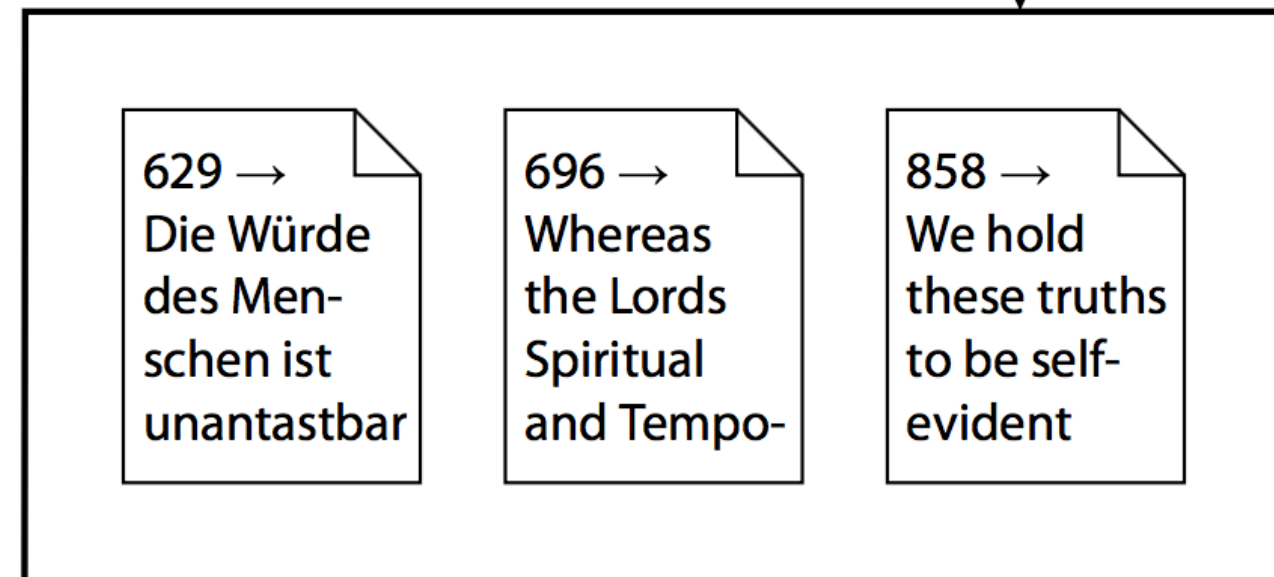 629 →
Die Würde
des Men-
schen ist
unantastbar
696 →
Whereas
the Lords
Spiritual
and Tempo-
858 →
We hold
these truths
to be self-
evident